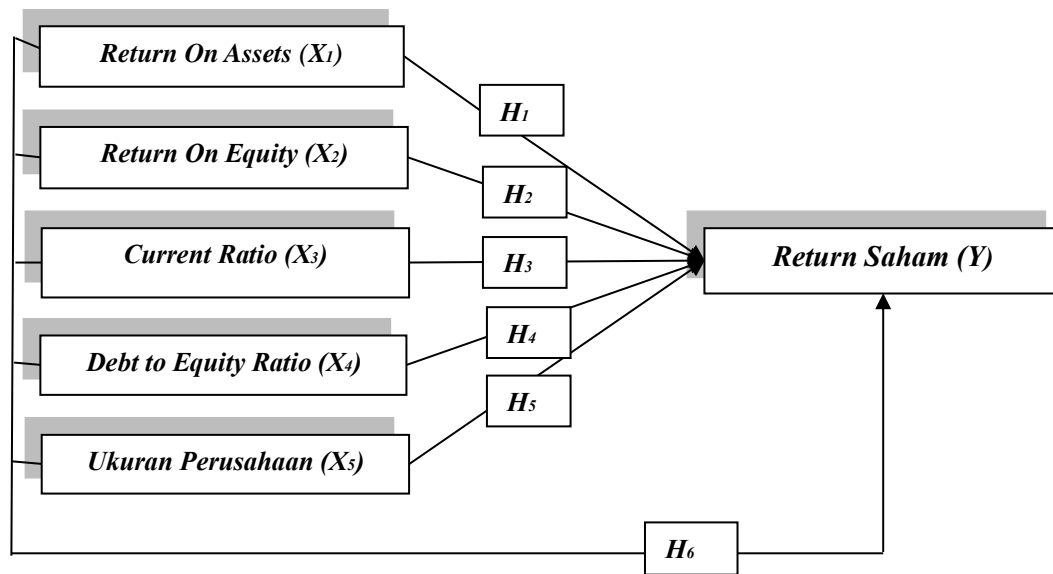 Return On Assets (X1)
H1
Return On Equity (X2)
H2
Current Ratio (X3)
H3
Return Saham (Y)
Debt to Equity Ratio (X4)
H4
Ukuran Perusahaan (X5)
H5
H6